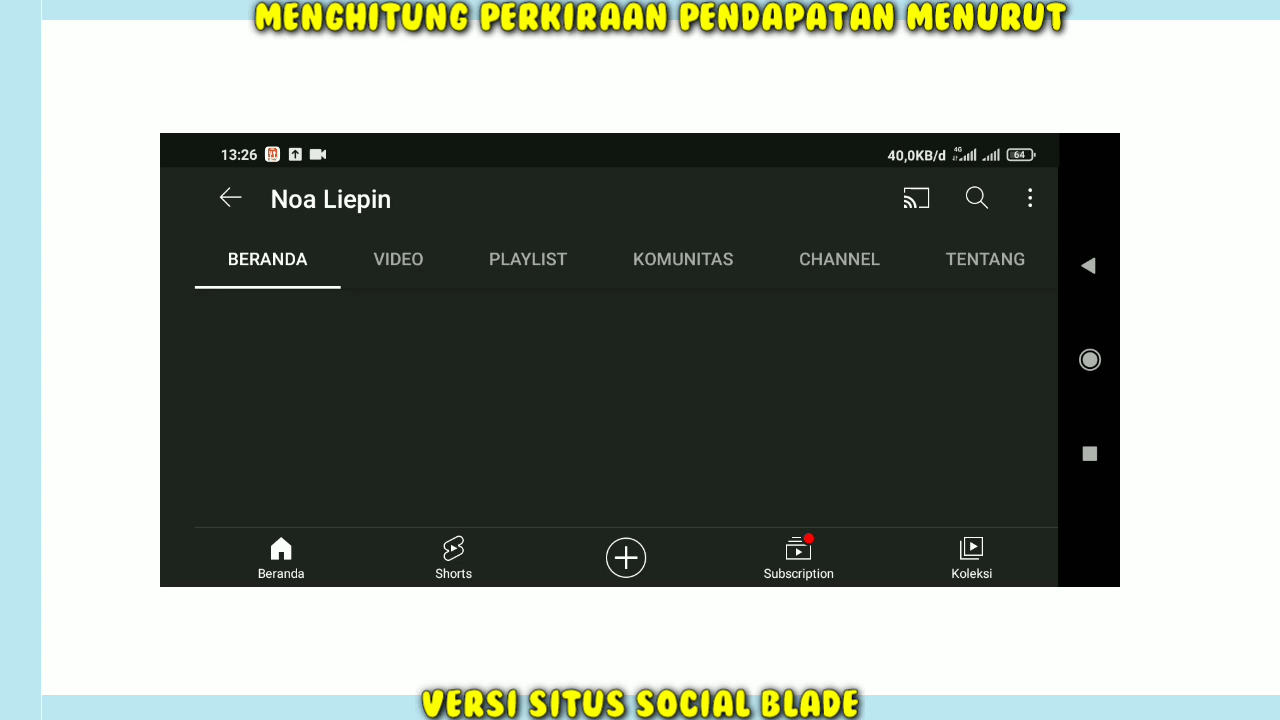 MENGHITUNG PERKIRAAN PENDAPATAN MENURUT
13:26 40,0KB/d 4G 64
Noa Liepin
BERANDA VIDEO PLAYLIST KOMUNITAS CHANNEL TENTANG
Beranda Shorts Subscription Koleksi
VERSI SITUS SOCIAL BLADE